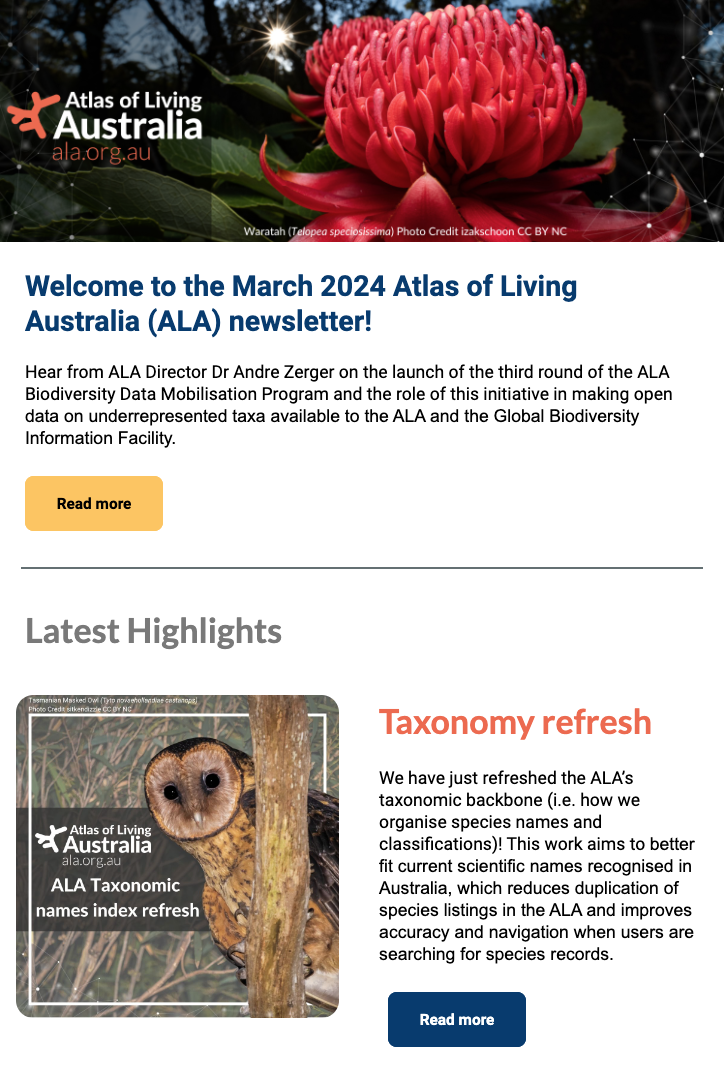 Atlas of Living
Australia
ala.org.au
Waratah (Telopea speciosissima) Photo Credit izakschoon CC BY NC
Welcome to the March 2024 Atlas of Living
Australia (ALA) newsletter!
Hear from ALA Director Dr Andre Zerger on the launch of the third round of the ALA
Biodiversity Data Mobilisation Program and the role of this initiative in making open
data on underrepresented taxa available to the ALA and the Global Biodiversity
Information Facility.
Read more
Latest Highlights
Tasmanian Masked Owl (Tyto novaehollandiae castanops)
Photo Credit sitkendizzle CC BY NC
Atlas of Living
Australia
ala.org.au
ALA Taxonomic
names index refresh
Taxonomy refresh
We have just refreshed the ALA’s
taxonomic backbone (i.e. how we
organise species names and
classifications)! This work aims to better
fit current scientific names recognised in
Australia, which reduces duplication of
species listings in the ALA and improves
accuracy and navigation when users are
searching for species records.
Read more